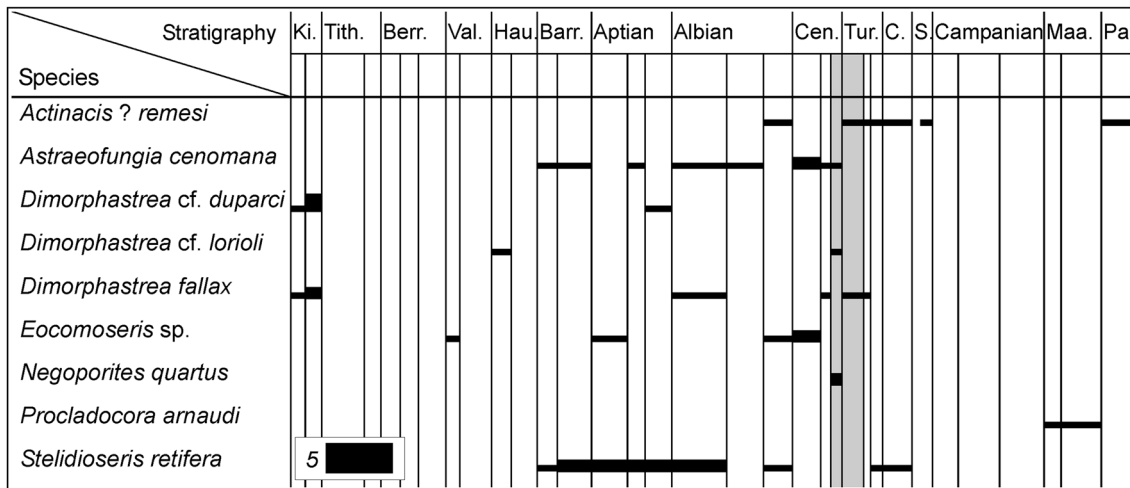 Stratigraphy Ki. Tith. Berr. Val. Hau. Barr. Aptian Albian Cen. Tur. C. S. Campanian Maa. Pa
Species
Actinacis ? remesi
Astraeofungia cenomana
Dimorphastrea cf. duparci
Dimorphastrea cf. lorioli
Dimorphastrea fallax
Eocomoseris sp.
Negoporites quartus
Procladocora arnaudi
Stelidioseris retifera 5